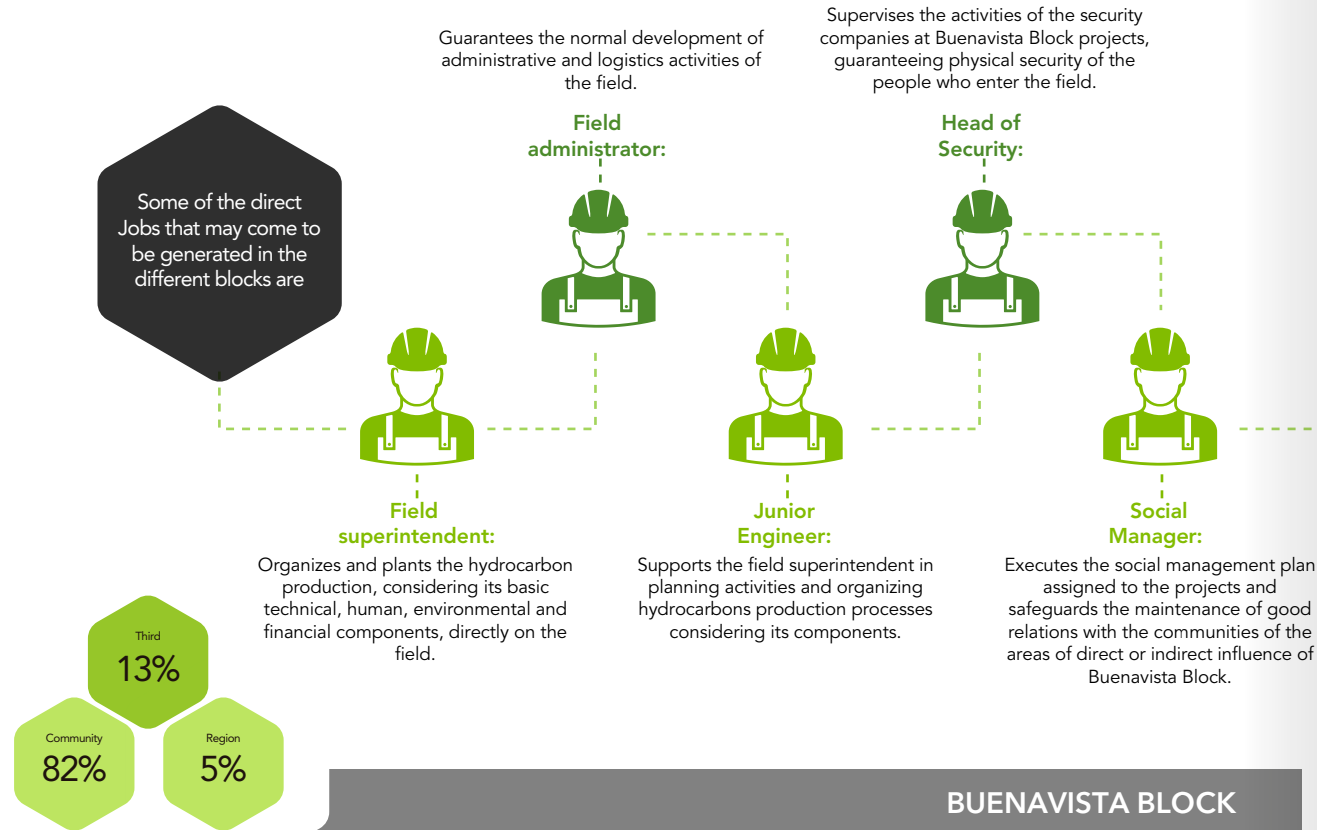 Guarantees the normal development of
administrative and logistics activities of
the field.
Supervises the activities of the security
companies at Buenavista Block projects,
guaranteeing physical security of the
people who enter the field.
Field
administrator:
Head of
Security:
Some of the direct
Jobs that may come to
be generated in the
different blocks are
Field
superintendent:
Organizes and plants the hydrocarbon
production, considering its basic
technical, human, environmental and
financial components, directly on the
field.
Junior
Engineer:
Supports the field superintendent in
planning activities and organizing
hydrocarbons production processes
considering its components.
Social
Manager:
Executes the social management plan
assigned to the projects and
safeguards the maintenance of good
relations with the communities of the
areas of direct or indirect influence of
Buenavista Block.
Third
13%
Community
82%
Region
5%
BUENAVISTA BLOCK